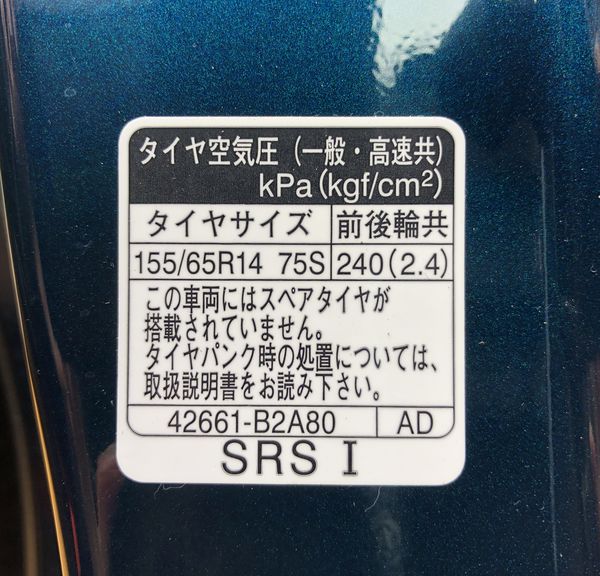 タイヤ空気圧（一般・高速共）
kPa(kgf/cm²)
タイヤサイズ 前後輪共
155/65R14 75S 240(2.4)
この車両にはスペアタイヤが
搭載されていません。
タイヤパンク時の処置については、
取扱説明書をお読み下さい。
42661-B2A80 AD
SRS I